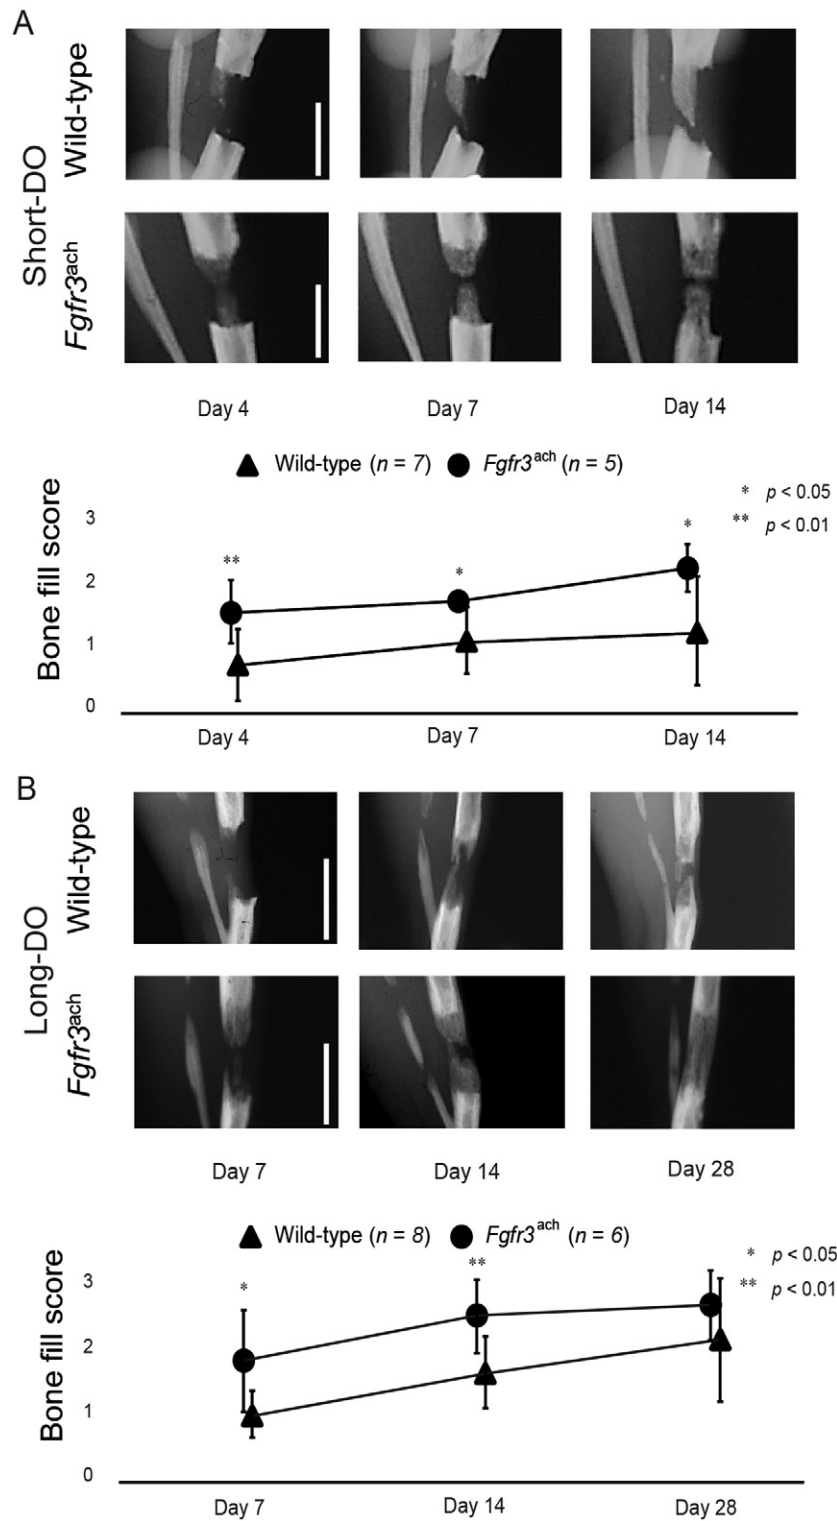 A
Short-DO
Wild-type
Fgfr3ach
Day 4 Day 7 Day 14
Wild-type (n = 7) Fgfr3ach (n = 5)
* p < 0.05
** p < 0.01
Bone fill score
3
2
1
0
** * *
Day 4 Day 7 Day 14
B
Long-DO
Wild-type
Fgfr3ach
Day 7 Day 14 Day 28
Wild-type (n = 8) Fgfr3ach (n = 6)
* p < 0.05
** p < 0.01
Bone fill score
3
2
1
0
* **
Day 7 Day 14 Day 28